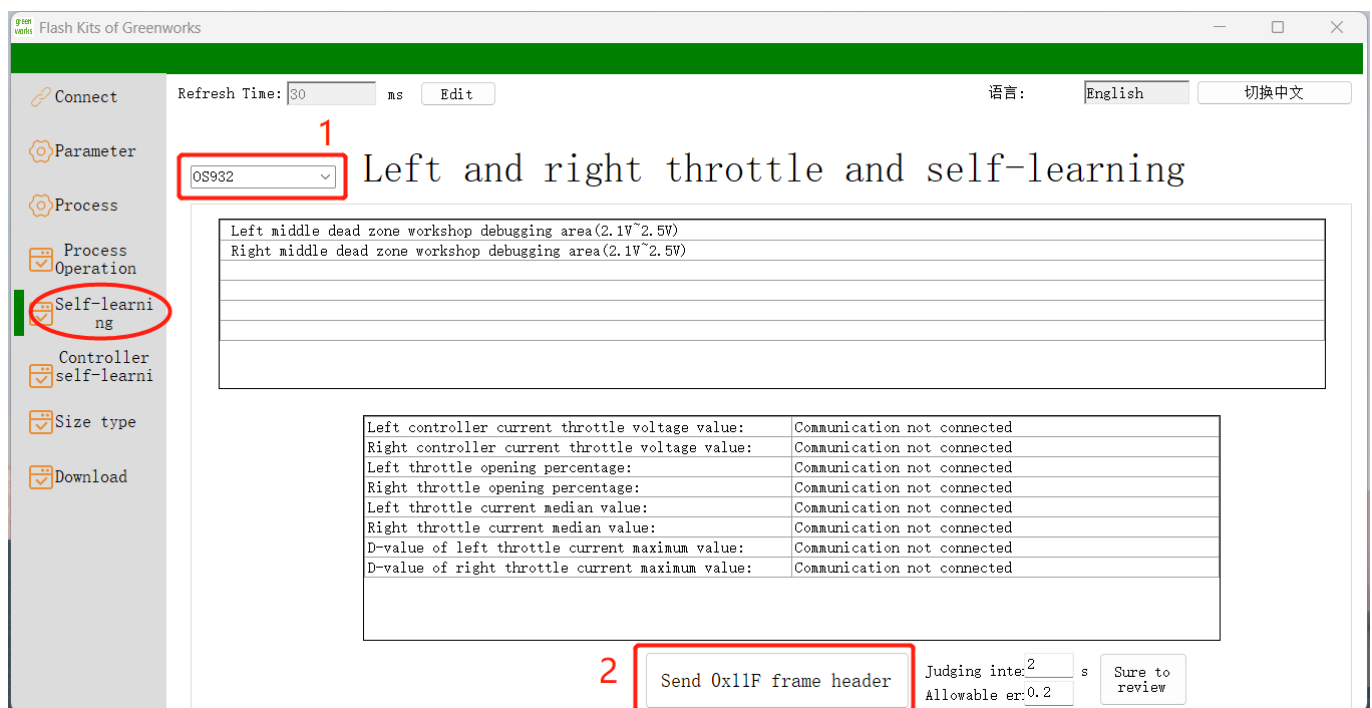 green
works
Flash Kits of Greenworks
Connect
Refresh Time: 30 ms
Edit
语言:
English
切换中文
Parameter
1
OS932
Left and right throttle and self-learning
Process
Process
Operation
Self-learni
ng
Controller
self-learni
Size type
Download
Left middle dead zone workshop debugging area(2.1V~2.5V)
Right middle dead zone workshop debugging area(2.1V~2.5V)
Left controller current throttle voltage value: Communication not connected
Right controller current throttle voltage value: Communication not connected
Left throttle opening percentage: Communication not connected
Right throttle opening percentage: Communication not connected
Left throttle current median value: Communication not connected
Right throttle current median value: Communication not connected
D-value of left throttle current maximum value: Communication not connected
D-value of right throttle current maximum value: Communication not connected
2
Send 0x11F frame header
Judging inte: 2 s
Allowable er: 0.2
Sure to
review